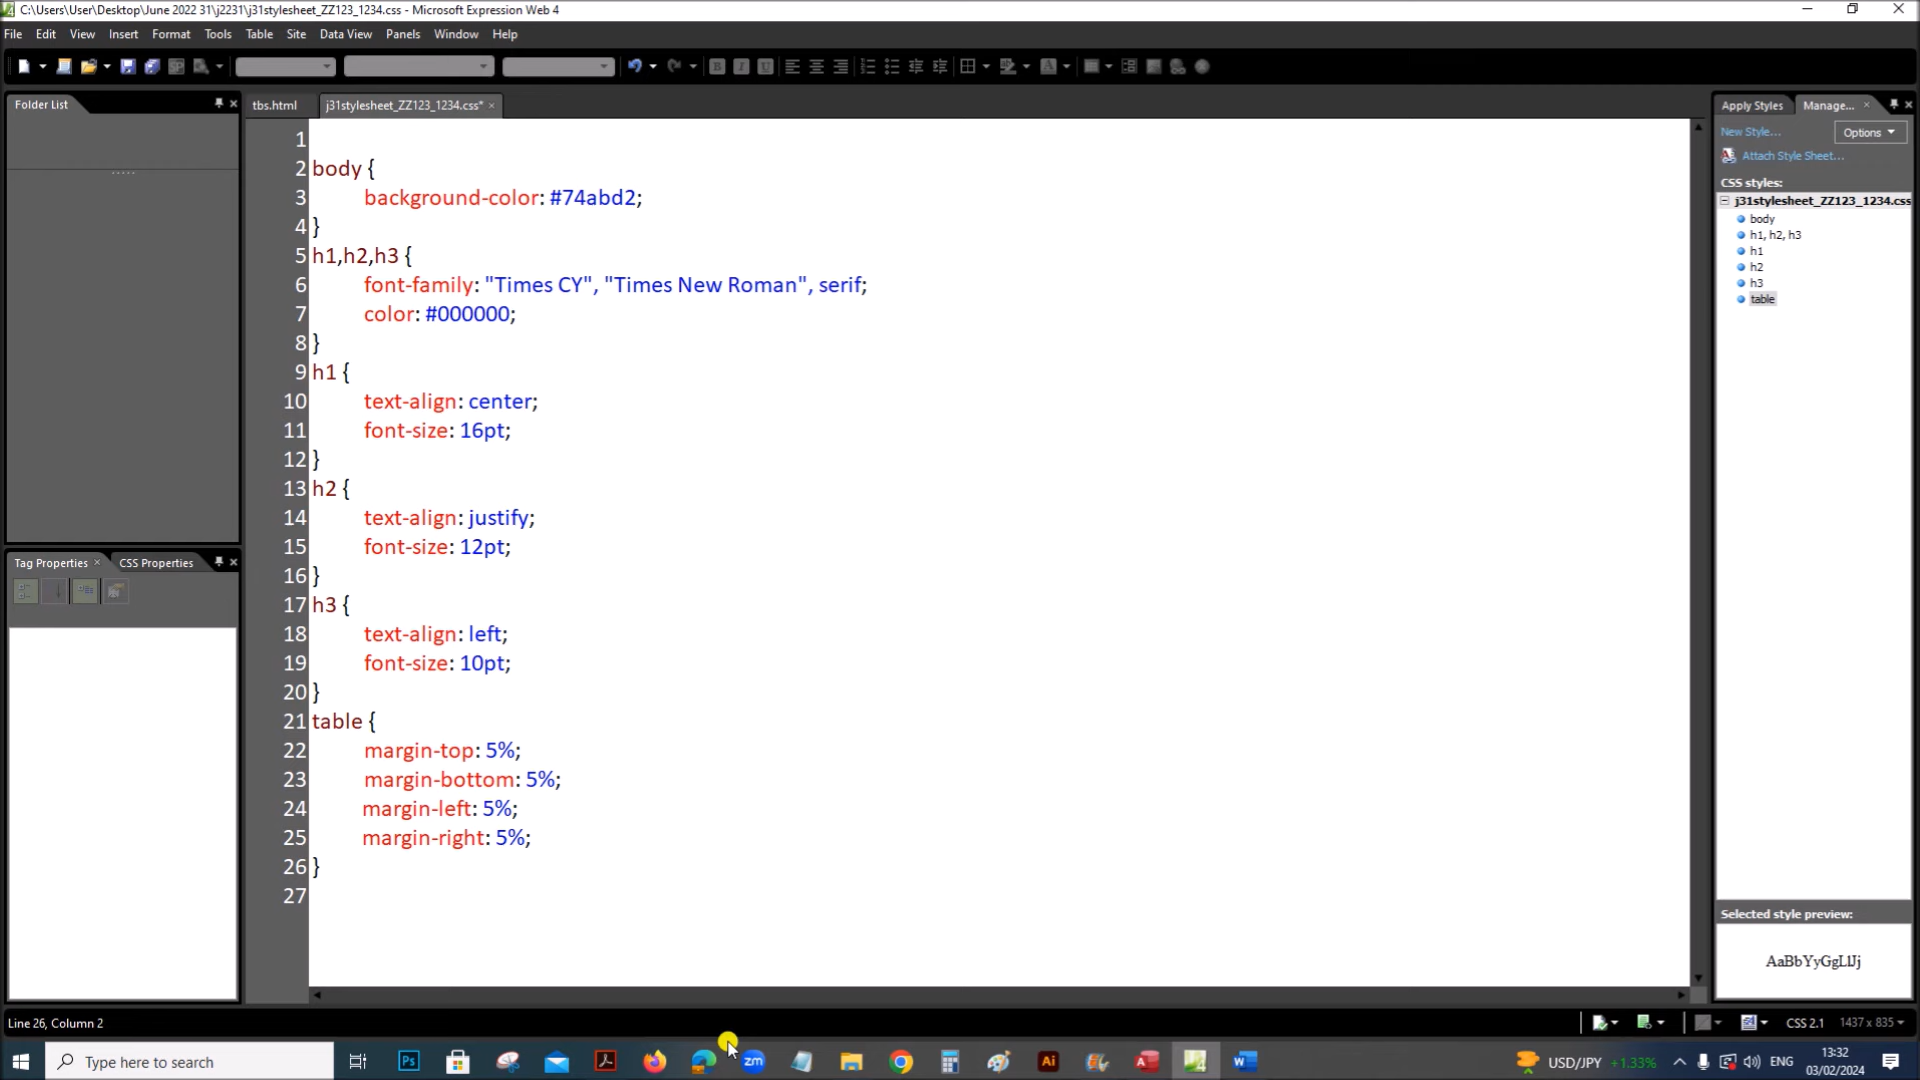 C:\Users\User\Desktop\June 2022 31\j2231\j31stylesheet_ZZ123_1234.css - Microsoft Expression Web 4
File Edit View Insert Format Tools Table Site Data View Panels Window Help
Folder List
tbs.html j31stylesheet_ZZ123_1234.css*
1
2 body {
3 background-color: #74abd2;
4 }
5 h1,h2,h3 {
6 font-family: "Times CY", "Times New Roman", serif;
7 color: #000000;
8 }
9 h1 {
10 text-align: center;
11 font-size: 16pt;
12 }
13 h2 {
14 text-align: justify;
15 font-size: 12pt;
16 }
17 h3 {
18 text-align: left;
19 font-size: 10pt;
20 }
21 table {
22 margin-top: 5%;
23 margin-bottom: 5%;
24 margin-left: 5%;
25 margin-right: 5%;
26 }
27
Tag Properties CSS Properties
Apply Styles Manage...
New Style... Options
Attach Style Sheet...
CSS styles:
j31stylesheet_ZZ123_1234.css
body
h1, h2, h3
h1
h2
h3
table
Selected style preview:
AaBbYyGgLlJj
Line 26, Column 2
CSS 2.1 1437 x 835
Type here to search
Ps
zm
Ai
USD/JPY +1.33%
ENG
13:32
03/02/2024